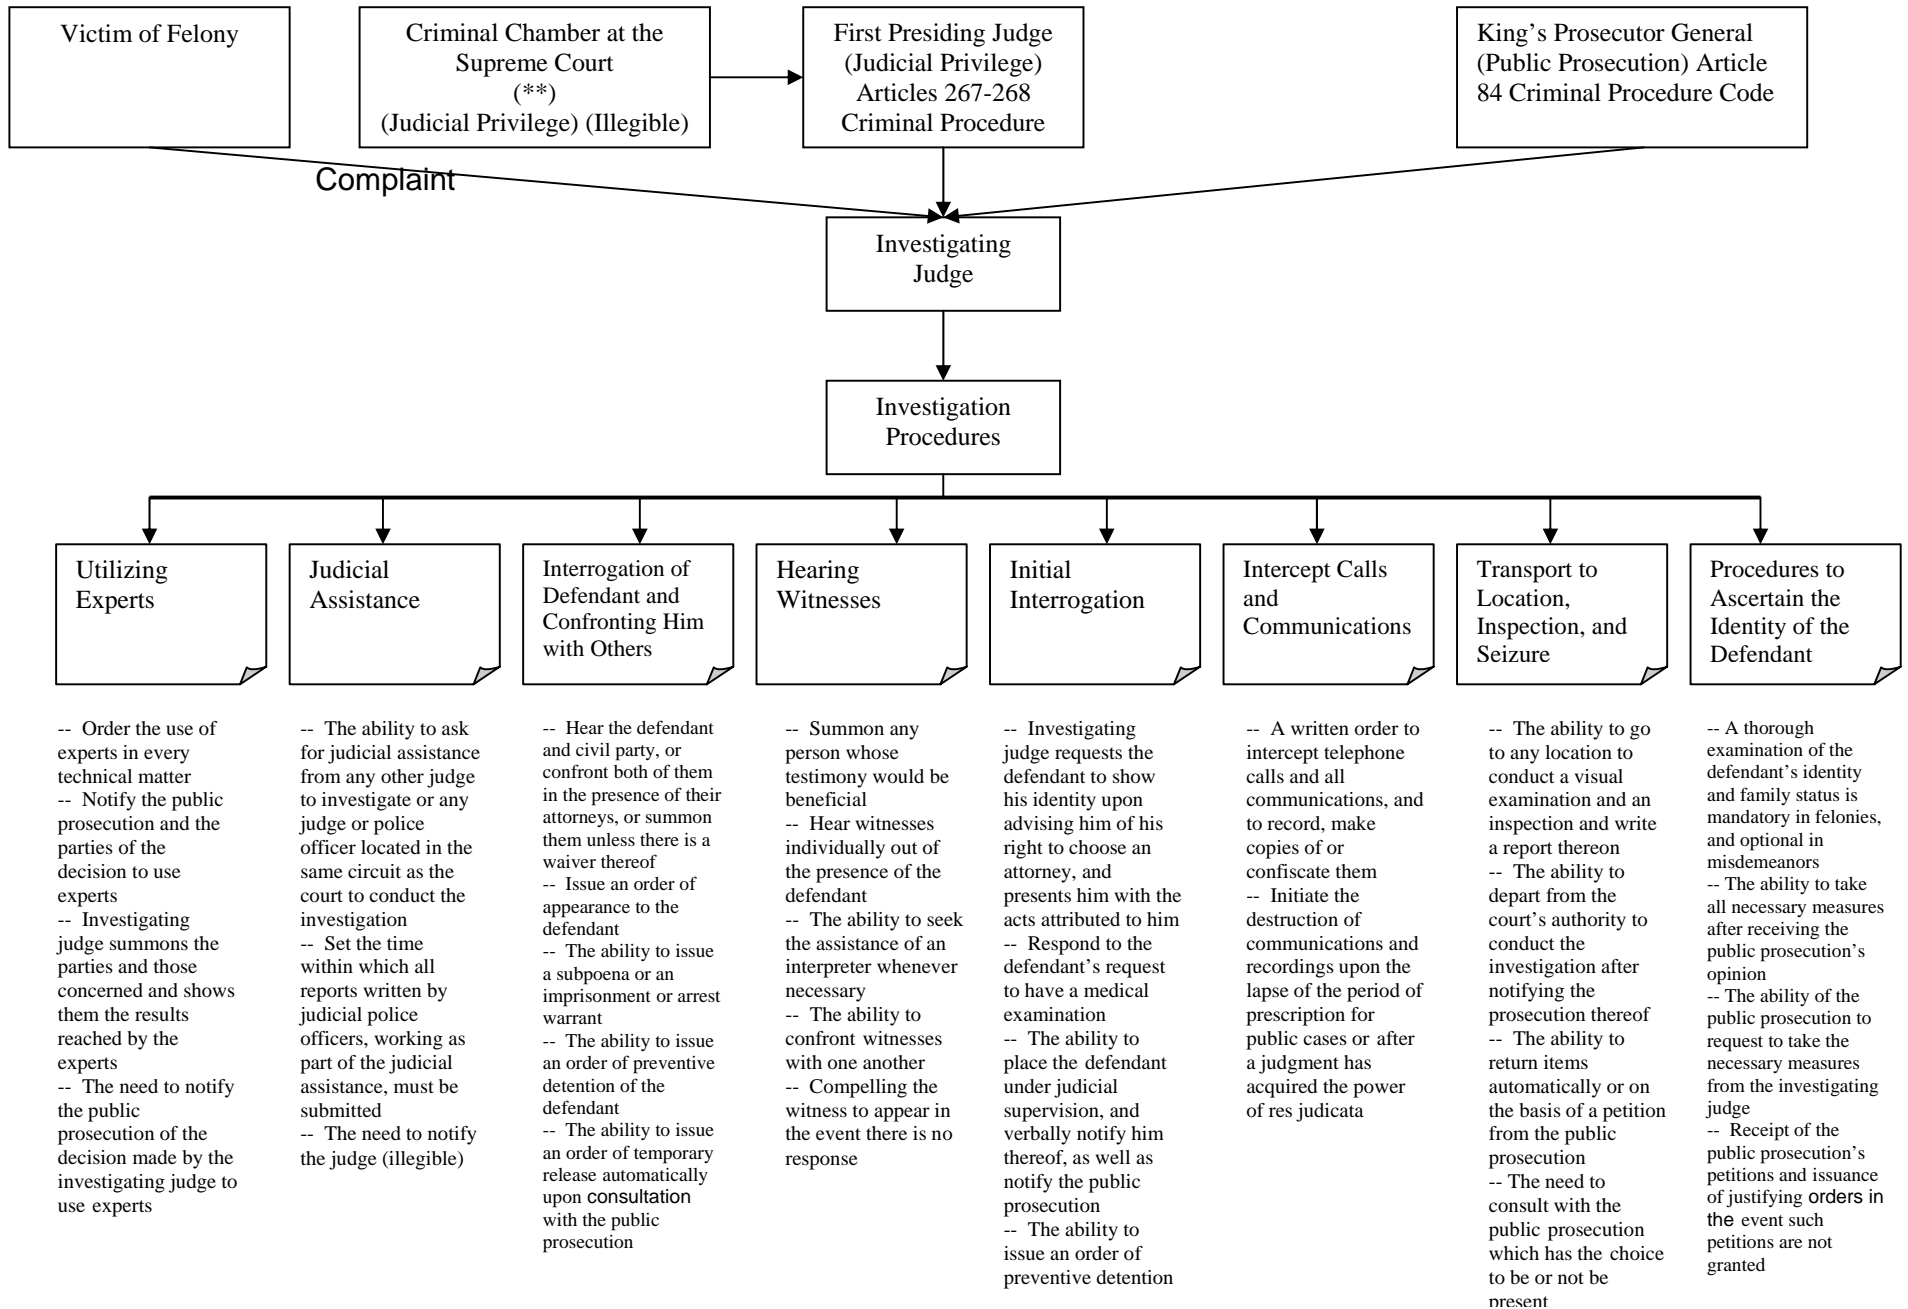 Victim of Felony
Criminal Chamber at the
Supreme Court
(**)
(Judicial Privilege) (Illegible)
First Presiding Judge
(Judicial Privilege)
Articles 267-268
Criminal Procedure
King's Prosecutor General
(Public Prosecution) Article
84 Criminal Procedure Code
Complaint
Investigating
Judge
Investigation
Procedures
Utilizing
Experts
Judicial
Assistance
Interrogation of
Defendant and
Confronting Him
with Others
Hearing
Witnesses
Initial
Interrogation
Intercept Calls
and
Communications
Transport to
Location,
Inspection, and
Seizure
Procedures to
Ascertain the
Identity of the
Defendant
-- Order the use of
experts in every
technical matter
-- Notify the public
prosecution and the
parties of the
decision to use
experts
-- Investigating
judge summons the
parties and those
concerned and shows
them the results
reached by the
experts
-- The need to notify
the public
prosecution of the
decision made by the
investigating judge to
use experts
-- The ability to ask
for judicial assistance
from any other judge
to investigate or any
judge or police
officer located in the
same circuit as the
court to conduct the
investigation
-- Set the time
within which all
reports written by
judicial police
officers, working as
part of the judicial
assistance, must be
submitted
-- The need to notify
the judge (illegible)
-- Hear the defendant
and civil party, or
confront both of them
in the presence of their
attorneys, or summon
them unless there is a
waiver thereof
-- Issue an order of
appearance to the
defendant
-- The ability to issue
a subpoena or an
imprisonment or arrest
warrant
-- The ability to issue
an order of preventive
detention of the
defendant
-- The ability to issue
an order of temporary
release automatically
upon consultation
with the public
prosecution
-- Summon any
person whose
testimony would be
beneficial
-- Hear witnesses
individually out of
the presence of the
defendant
-- The ability to seek
the assistance of an
interpreter whenever
necessary
-- The ability to
confront witnesses
with one another
-- Compelling the
witness to appear in
the event there is no
response
-- Investigating
judge requests the
defendant to show
his identity upon
advising him of his
right to choose an
attorney, and
presents him with the
acts attributed to him
-- Respond to the
defendant's request
to have a medical
examination
-- The ability to
place the defendant
under judicial
supervision, and
verbally notify him
thereof, as well as
notify the public
prosecution
-- The ability to
issue an order of
preventive detention
-- A written order to
intercept telephone
calls and all
communications, and
to record, make
copies of or
confiscate them
-- Initiate the
destruction of
communications and
recordings upon the
lapse of the period of
prescription for
public cases or after
a judgment has
acquired the power
of res judicata
-- The ability to go
to any location to
conduct a visual
examination and an
inspection and write
a report thereon
-- The ability to
depart from the
court's authority to
conduct the
investigation after
notifying the
prosecution thereof
-- The ability to
return items
automatically or on
the basis of a petition
from the public
prosecution
-- The need to
consult with the
public prosecution
which has the choice
to be or not be
present
-- A thorough
examination of the
defendant's identity
and family status is
mandatory in felonies,
and optional in
misdemeanors
-- The ability to take
all necessary measures
after receiving the
public prosecution's
opinion
-- The ability of the
public prosecution to
request to take the
necessary measures
from the investigating
judge
-- Receipt of the
public prosecution's
petitions and issuance
of justifying orders in
the event such
petitions are not
granted